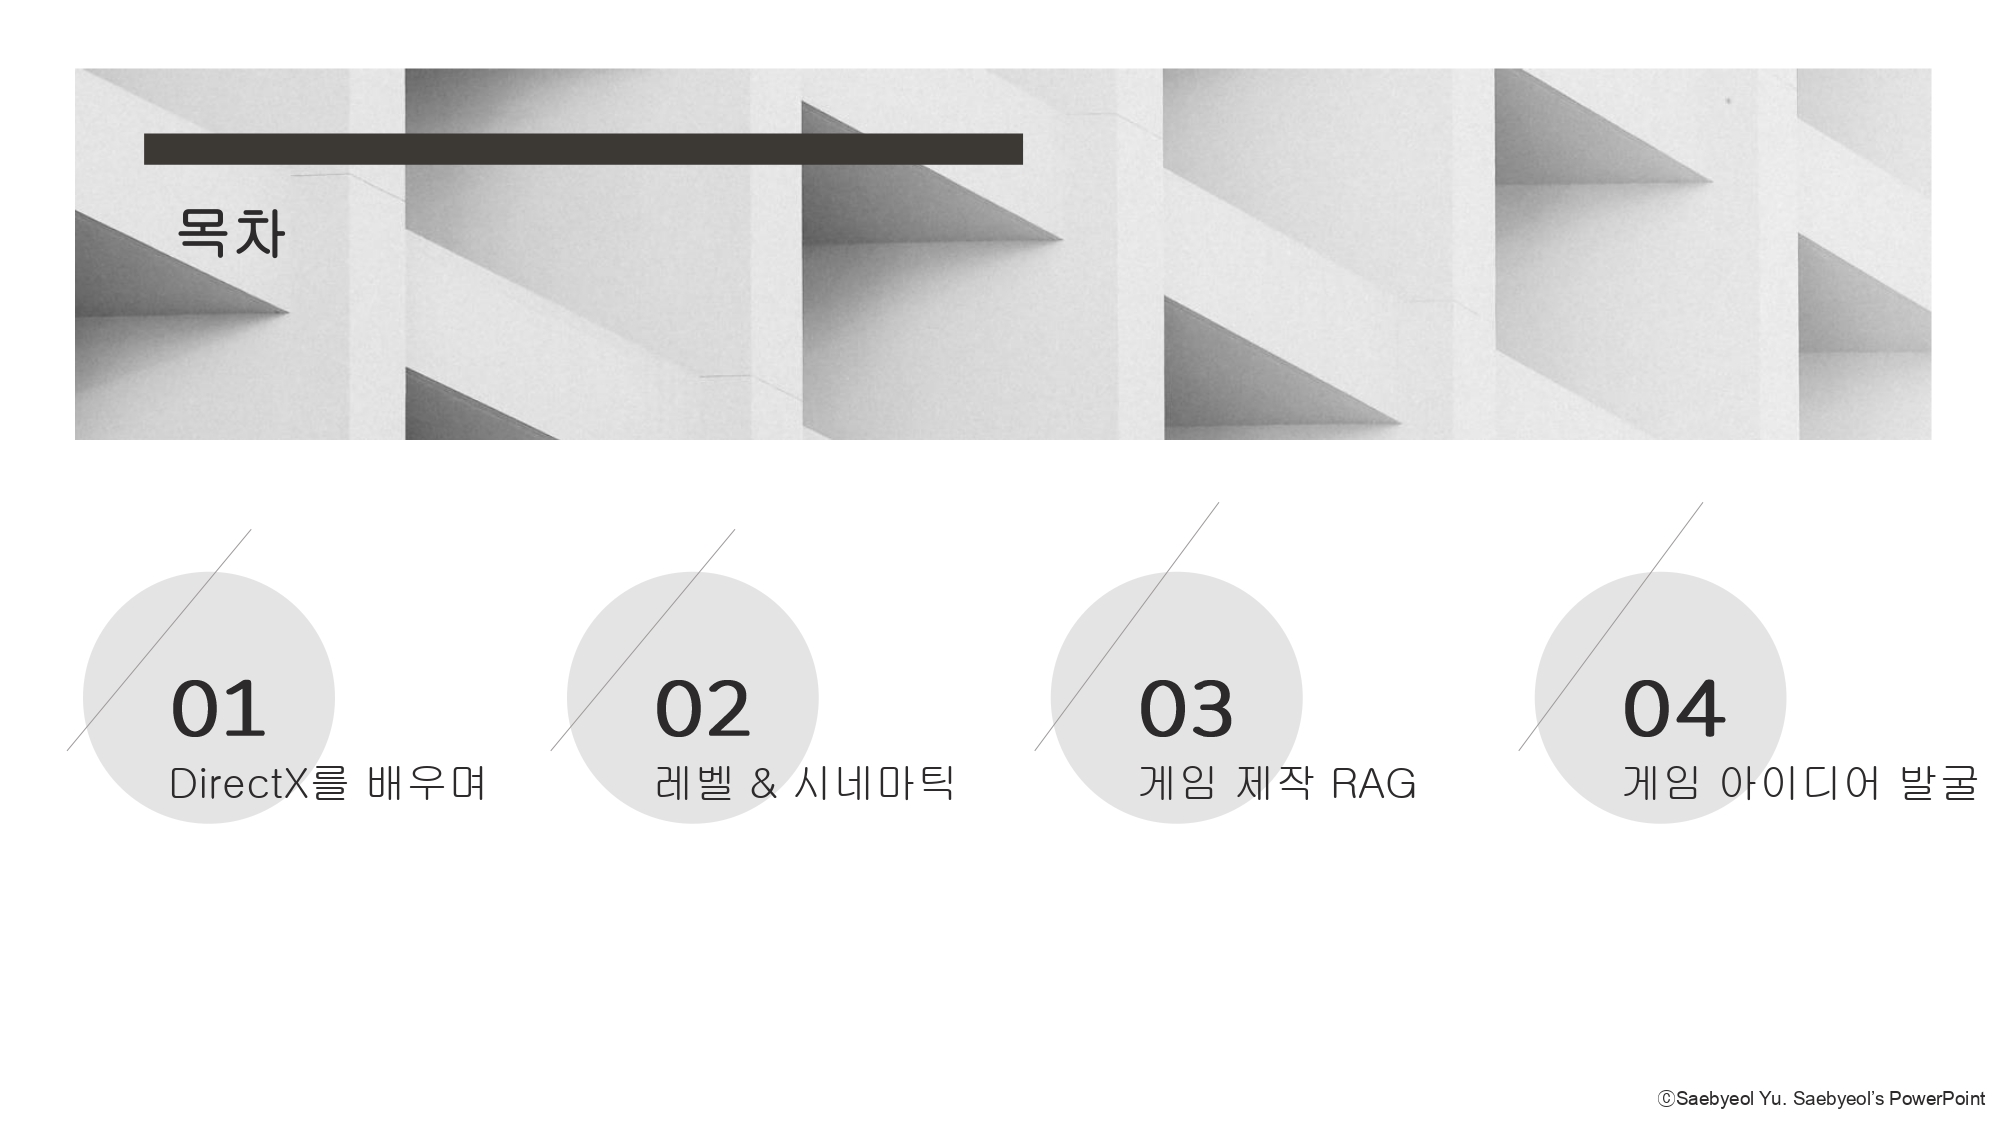 목차
01
DirectX를 배우며
02
레벨 & 시네마틱
03
게임 제작 RAG
04
게임 아이디어 발굴
ⓒSaebyeol Yu. Saebyeol’s PowerPoint